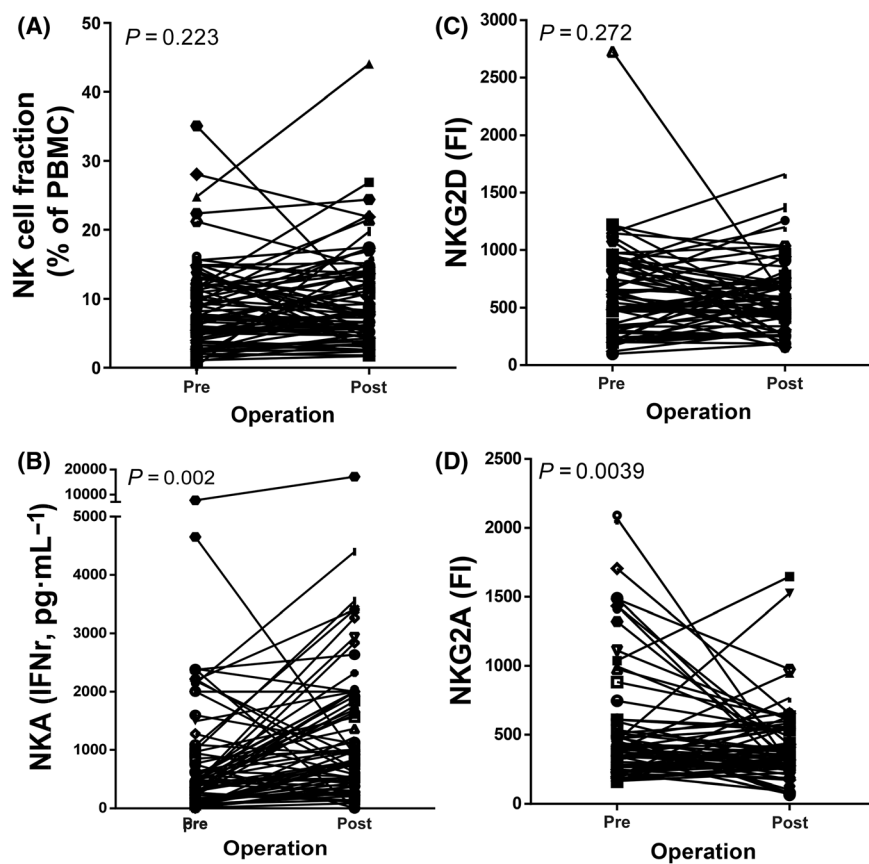 (A)
P = 0.223
NK cell fraction
(% of PBMC)
50
40
30
20
10
0
Pre
Post
Operation
(C)
P = 0.272
NKG2D (FI)
3000
2500
2000
1500
1000
500
0
Pre
Post
Operation
(B)
P = 0.002
NKA (IFNr, pg·mL⁻¹)
20000
10000
5000
4000
3000
2000
1000
0
Pre
Post
Operation
(D)
P = 0.0039
NKG2A (FI)
2500
2000
1500
1000
500
0
Pre
Post
Operation